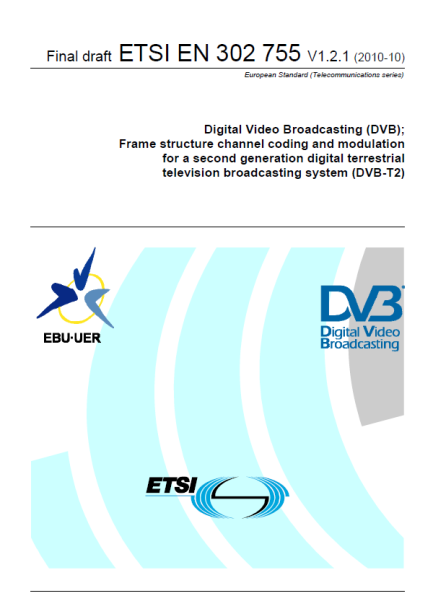 Final draft ETSI EN 302 755 V1.2.1 (2010-10)
European Standard (Telecommunications series)
Digital Video Broadcasting (DVB);
Frame structure channel coding and modulation
for a second generation digital terrestrial
television broadcasting system (DVB-T2)
EBU·UER
DVB
Digital Video
Broadcasting
ETSI